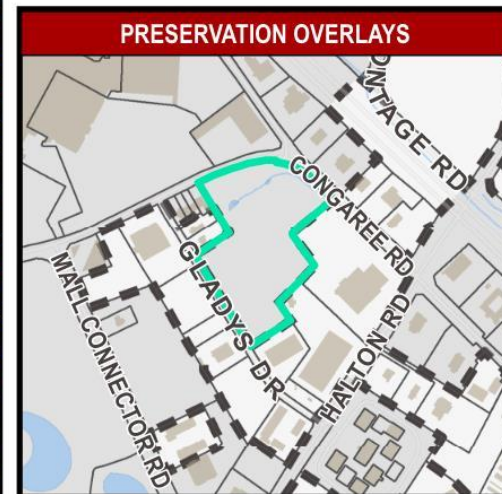 PRESERVATION OVERLAYS
ONTAGE RD
CONGAREE RD
GLADYS DR
MALL CONNECTOR RD
HALTON RD